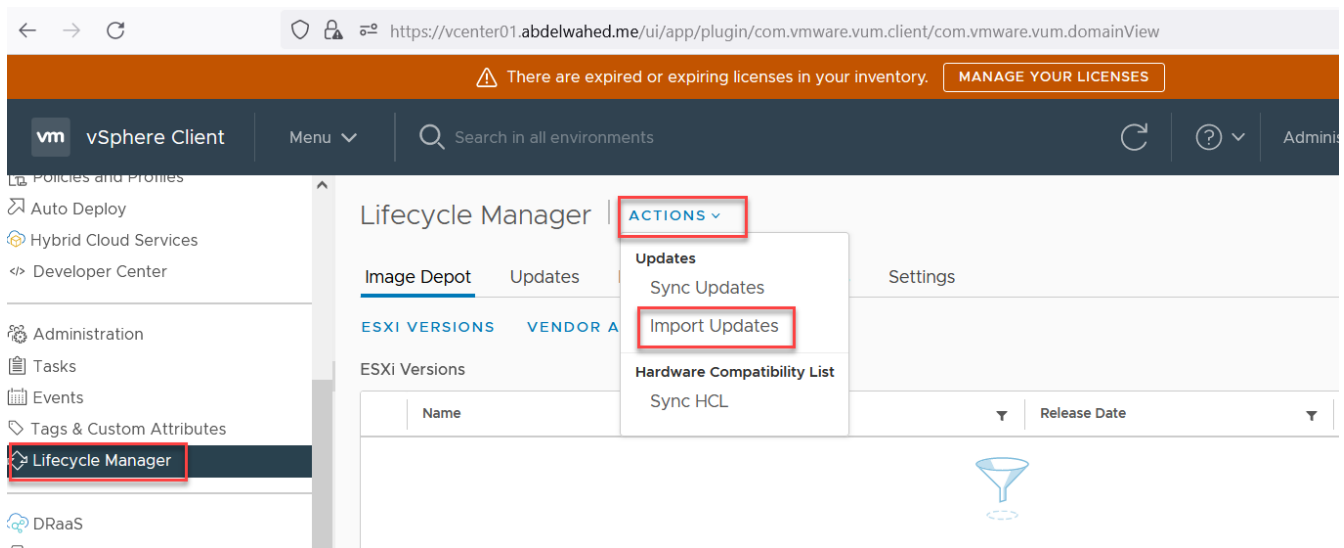 https://vcenter01.abdelwahed.me/ui/app/plugin/com.vmware.vum.client/com.vmware.vum.domainView
There are expired or expiring licenses in your inventory. MANAGE YOUR LICENSES
vm vSphere Client Menu Search in all environments ? Adminis
Policies and Profiles
Auto Deploy
Hybrid Cloud Services
</> Developer Center
Administration
Tasks
Events
Tags & Custom Attributes
Lifecycle Manager
DRaaS
Lifecycle Manager ACTIONS
Updates
Sync Updates
Import Updates
Hardware Compatibility List
Sync HCL
Image Depot Updates Settings
ESXI VERSIONS VENDOR A
ESXi Versions
Name Release Date